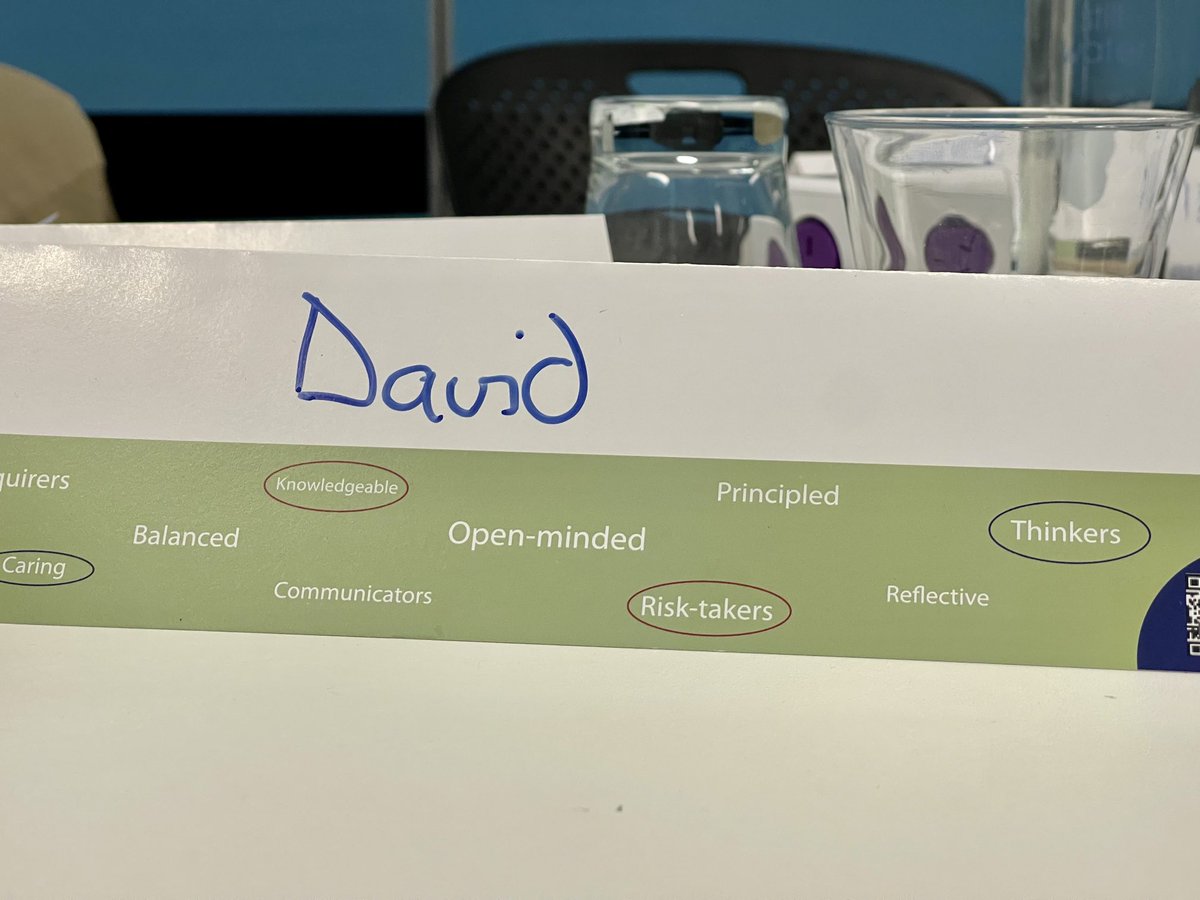 David
quirers
Knowledgeable
Principled
Balanced
Open-minded
Thinkers
Caring
Communicators
Risk-takers
Reflective